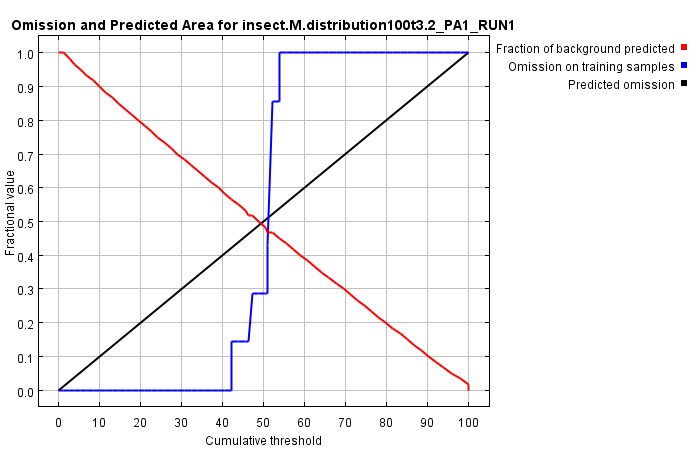 Omission and Predicted Area for insect.M.distribution100t3.2_PA1_RUN1
Fraction of background predicted
Omission on training samples
Predicted omission
Fractional value
1.0
0.9
0.8
0.7
0.6
0.5
0.4
0.3
0.2
0.1
0.0
0 10 20 30 40 50 60 70 80 90 100
Cumulative threshold